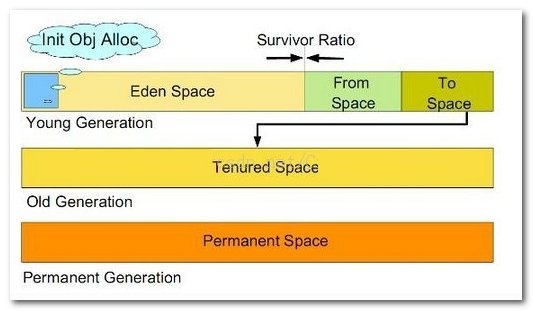 Init Obj Alloc
Survivor Ratio
Eden Space
From
Space
To
Space
Young Generation
Tenured Space
Old Generation
Permanent Space
Permanent Generation